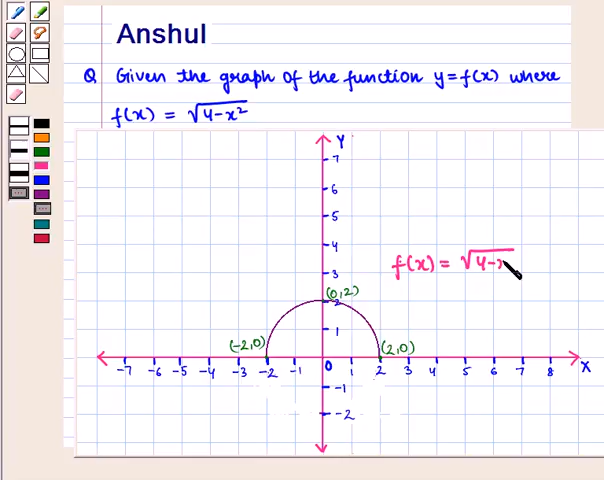 Anshul
Q Given the graph of the function y=f(x) where
f(x) = √4-x²
Y
7
6
5
4
3
f(x) = √4-x
(0,2)
2
1
(-2,0)
(2,0)
0
-7 -6 -5 -4 -3 -2 -1 1 2 3 4 5 6 7 8 X
-1
-2